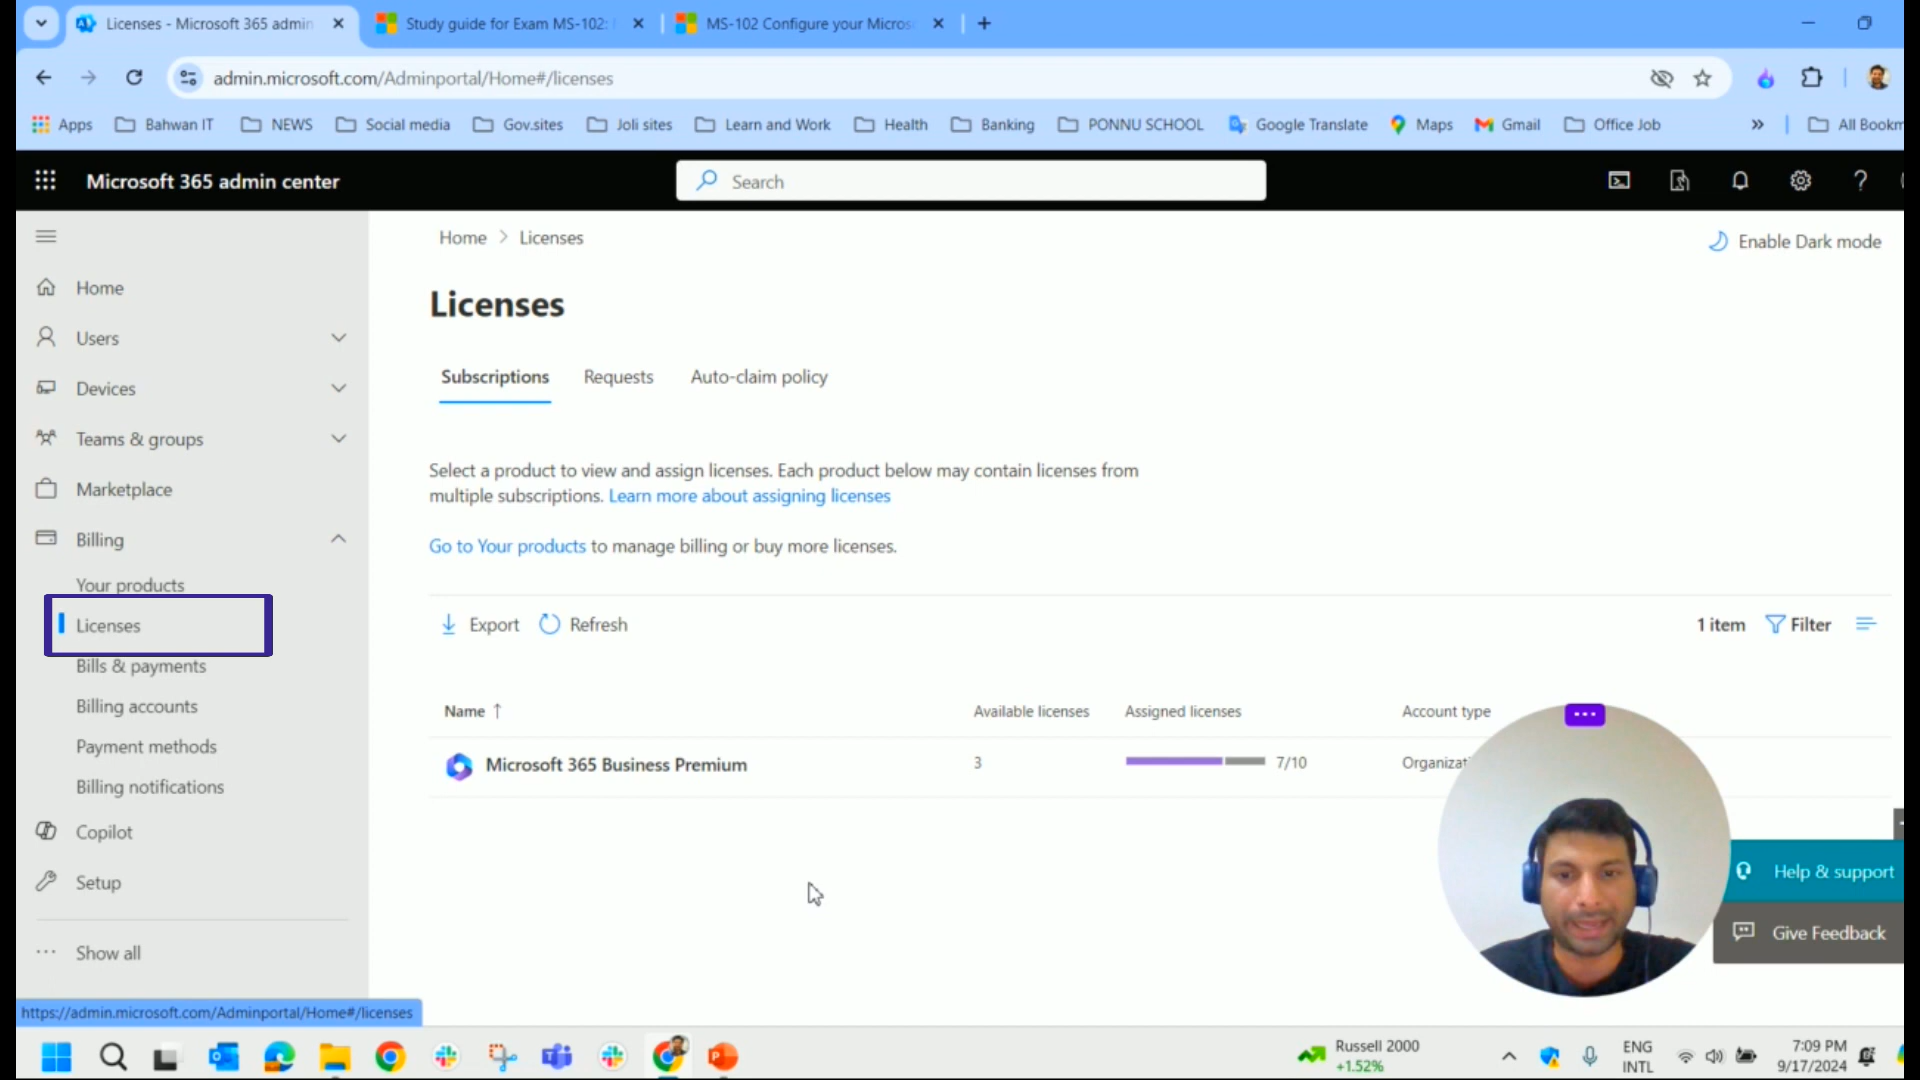 Licenses - Microsoft 365 admin
Study guide for Exam MS-102:
MS-102 Configure your Micros
admin.microsoft.com/Adminportal/Home#/licenses
Apps
Bahwan IT
NEWS
Social media
Gov.sites
Joli sites
Learn and Work
Health
Banking
PONNU SCHOOL
Google Translate
Maps
Gmail
Office Job
All Bookm
Microsoft 365 admin center
Search
Home
Users
Devices
Teams & groups
Marketplace
Billing
Your products
Licenses
Bills & payments
Billing accounts
Payment methods
Billing notifications
Copilot
Setup
Show all
Home > Licenses
Enable Dark mode
Licenses
Subscriptions
Requests
Auto-claim policy
Select a product to view and assign licenses. Each product below may contain licenses from
multiple subscriptions. Learn more about assigning licenses
Go to Your products to manage billing or buy more licenses.
Export
Refresh
1 item
Filter
Name ↑
Available licenses
Assigned licenses
Account type
Microsoft 365 Business Premium
3
7/10
Organizat
Help & support
Give Feedback
https://admin.microsoft.com/Adminportal/Home#/licenses
Russell 2000
+1.52%
ENG
INTL
7:09 PM
9/17/2024